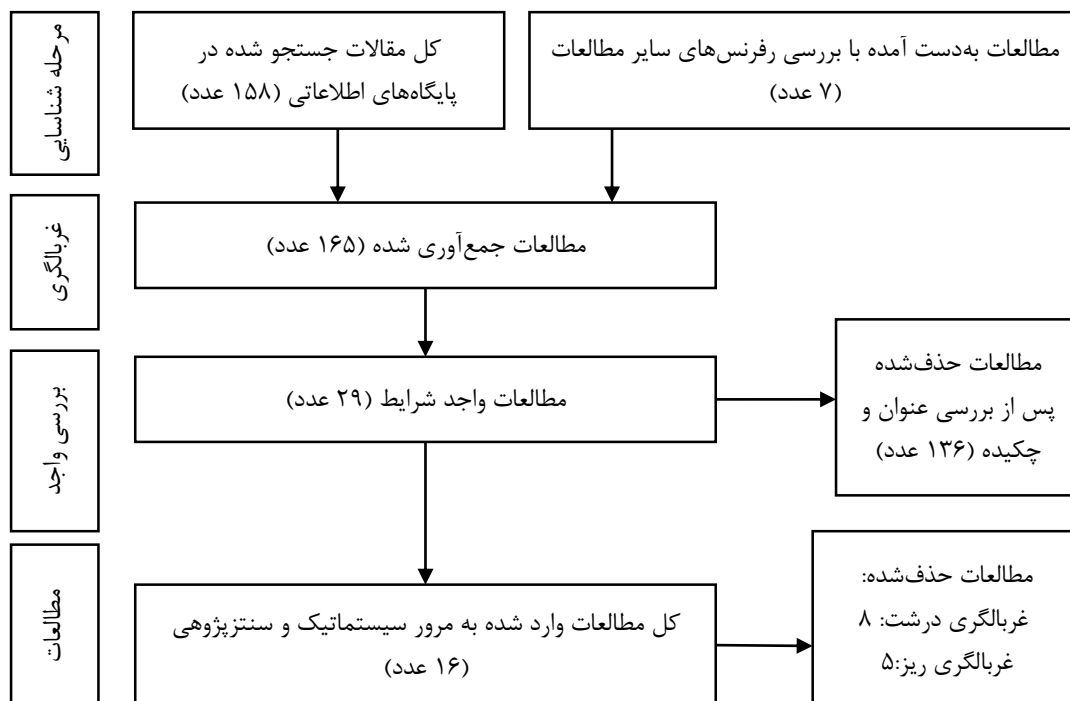 مرحله شناسایی
مطالعات به‌دست آمده با بررسی رفرنس‌های سایر مطالعات
(۷ عدد)
کل مقالات جستجو شده در
پایگاه‌های اطلاعاتی (۱۵۸ عدد)
غربالگری
مطالعات جمع‌آوری شده (۱۶۵ عدد)
بررسی واجد
مطالعات واجد شرایط (۲۹ عدد)
مطالعات حذف‌شده
پس از بررسی عنوان و
چکیده (۱۳۶ عدد)
مطالعات
کل مطالعات وارد شده به مرور سیستماتیک و سنتزپژوهی
(۱۶ عدد)
مطالعات حذف‌شده:
غربالگری درشت: ۸
غربالگری ریز:۵